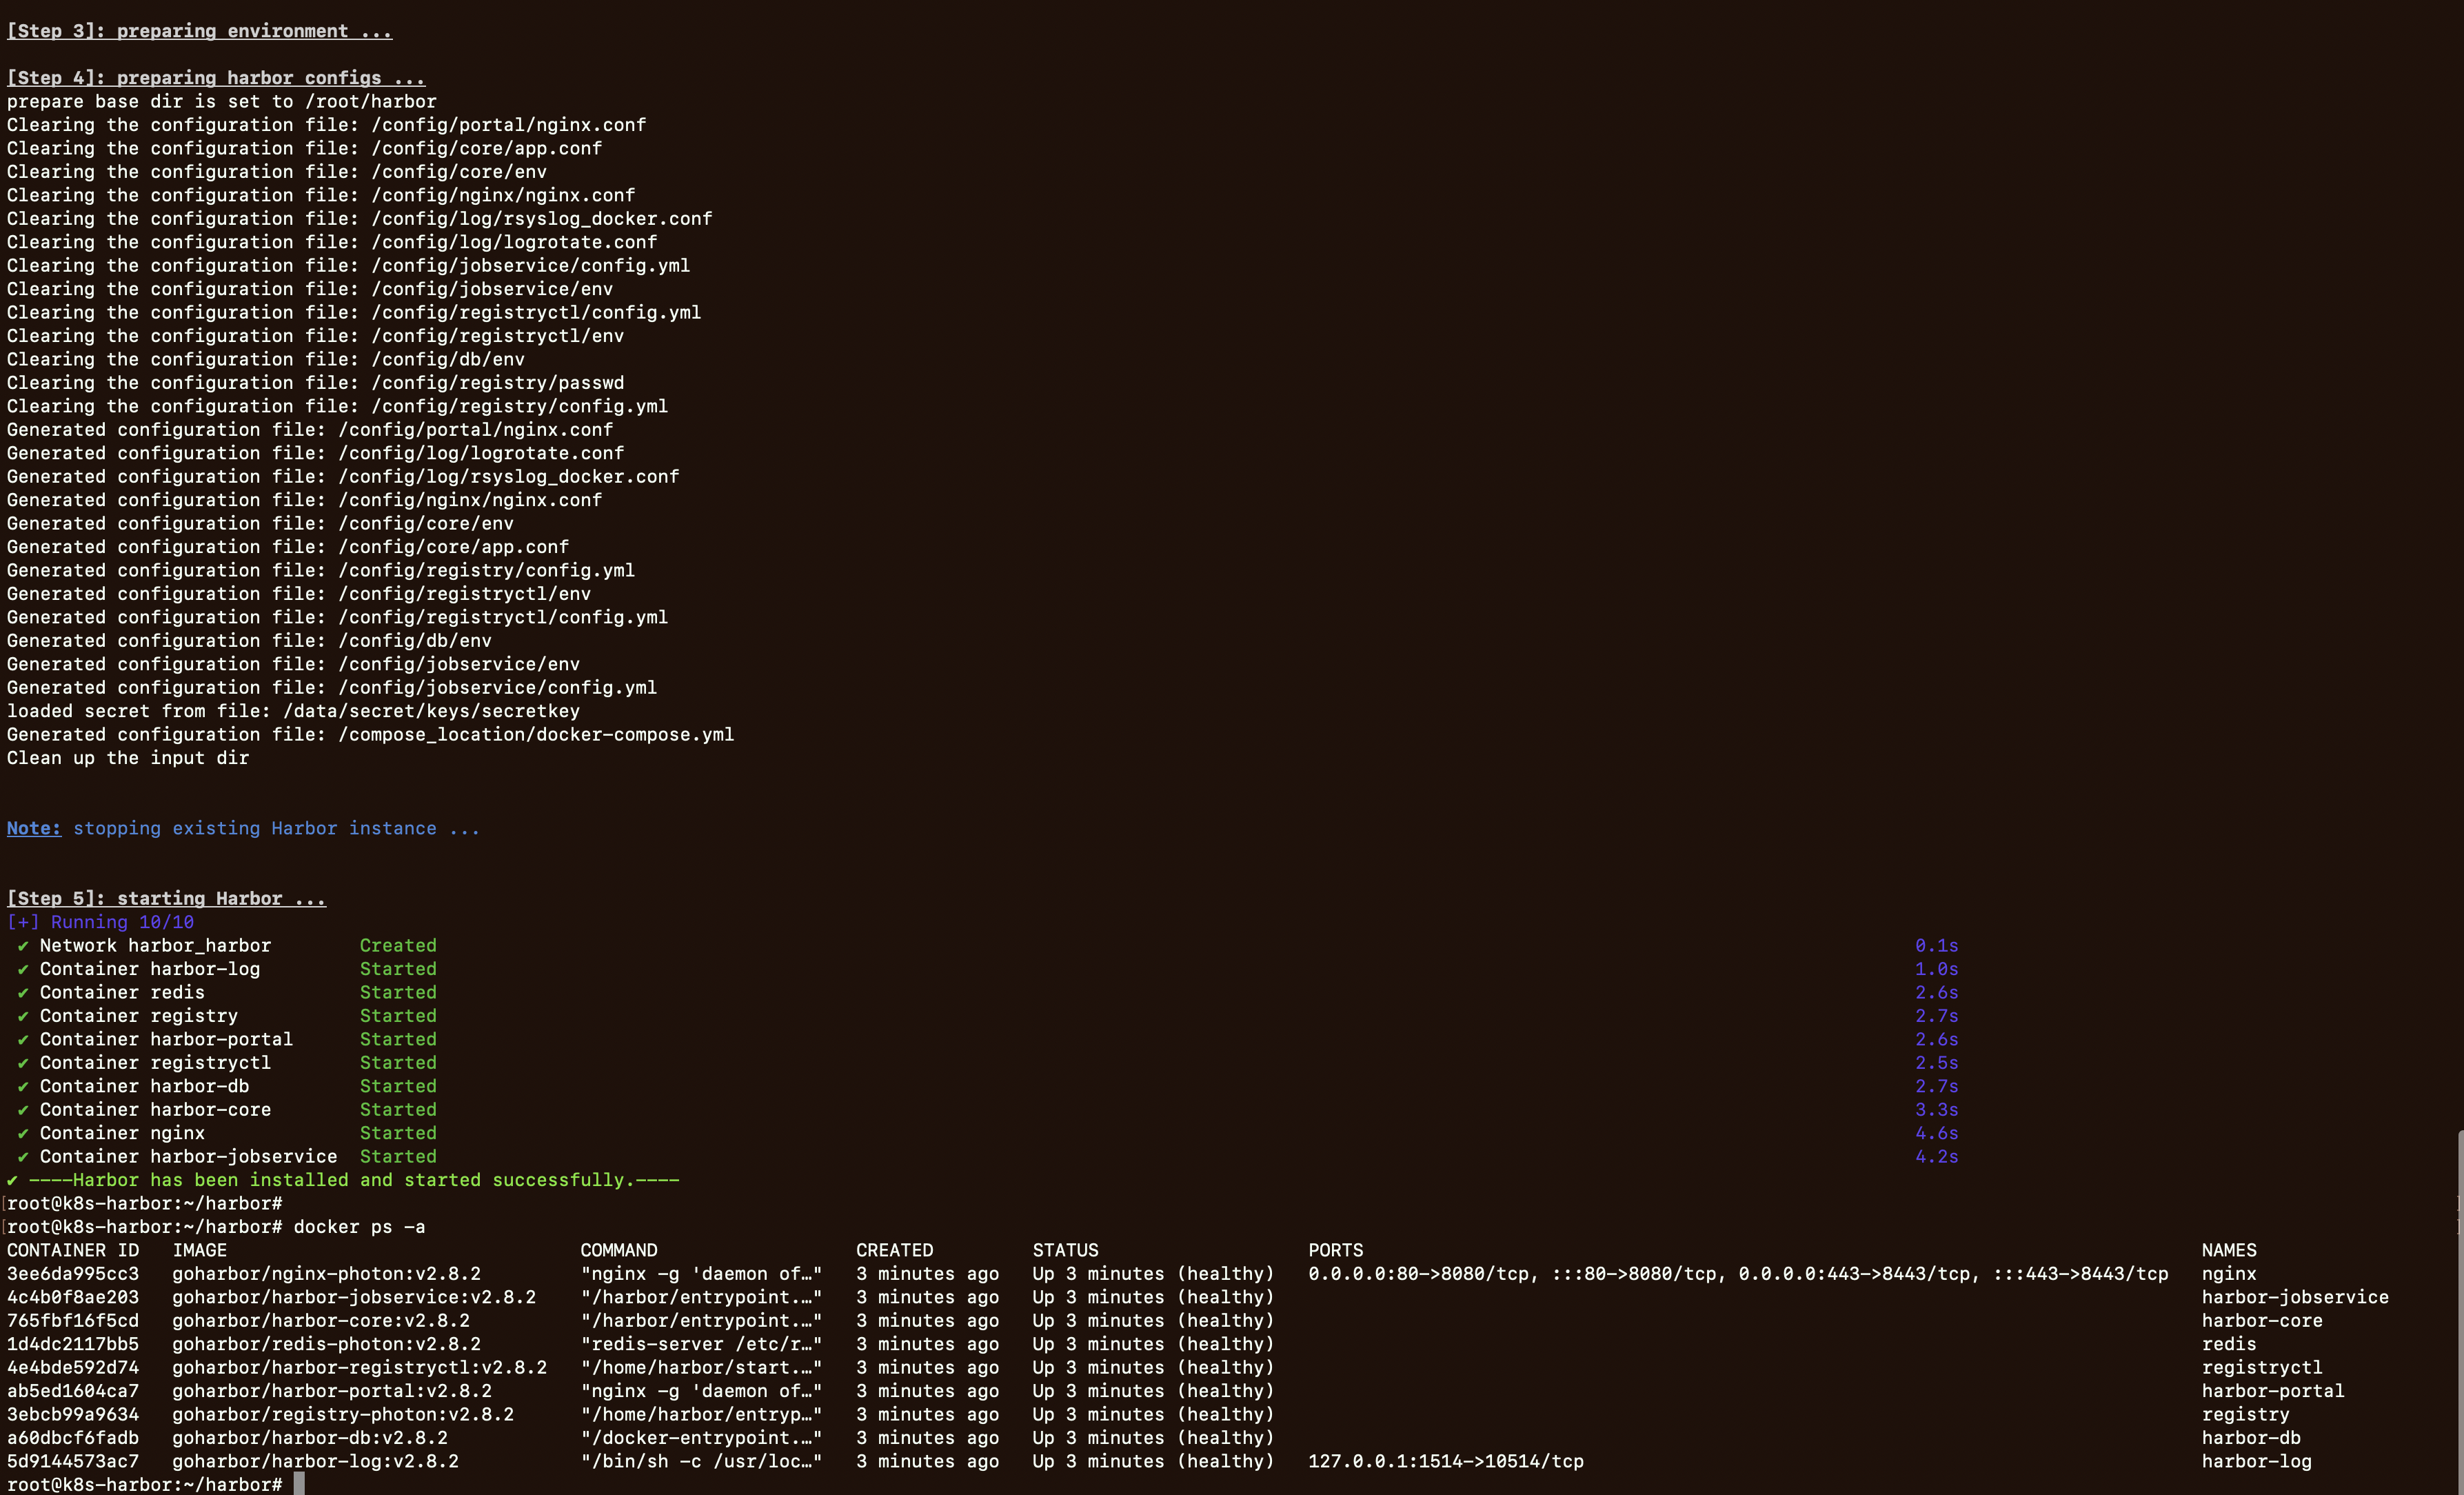 [Step 3]: preparing environment ...
[Step 4]: preparing harbor configs ...
prepare base dir is set to /root/harbor
Clearing the configuration file: /config/portal/nginx.conf
Clearing the configuration file: /config/core/app.conf
Clearing the configuration file: /config/core/env
Clearing the configuration file: /config/nginx/nginx.conf
Clearing the configuration file: /config/log/rsyslog_docker.conf
Clearing the configuration file: /config/log/logrotate.conf
Clearing the configuration file: /config/jobservice/config.yml
Clearing the configuration file: /config/jobservice/env
Clearing the configuration file: /config/registryctl/config.yml
Clearing the configuration file: /config/registryctl/env
Clearing the configuration file: /config/db/env
Clearing the configuration file: /config/registry/passwd
Clearing the configuration file: /config/registry/config.yml
Generated configuration file: /config/portal/nginx.conf
Generated configuration file: /config/log/logrotate.conf
Generated configuration file: /config/log/rsyslog_docker.conf
Generated configuration file: /config/nginx/nginx.conf
Generated configuration file: /config/core/env
Generated configuration file: /config/core/app.conf
Generated configuration file: /config/registry/config.yml
Generated configuration file: /config/registryctl/env
Generated configuration file: /config/registryctl/config.yml
Generated configuration file: /config/db/env
Generated configuration file: /config/jobservice/env
Generated configuration file: /config/jobservice/config.yml
loaded secret from file: /data/secret/keys/secretkey
Generated configuration file: /compose_location/docker-compose.yml
Clean up the input dir
Note: stopping existing Harbor instance ...
[Step 5]: starting Harbor ...
[+] Running 10/10
✔ Network harbor_harbor Created 0.1s
✔ Container harbor-log Started 1.0s
✔ Container redis Started 2.6s
✔ Container registry Started 2.7s
✔ Container harbor-portal Started 2.6s
✔ Container registryctl Started 2.5s
✔ Container harbor-db Started 2.7s
✔ Container harbor-core Started 3.3s
✔ Container nginx Started 4.6s
✔ Container harbor-jobservice Started 4.2s
✔ ----Harbor has been installed and started successfully.----
[root@k8s-harbor:~/harbor# ]
[root@k8s-harbor:~/harbor# docker ps -a ]
CONTAINER ID IMAGE COMMAND CREATED STATUS PORTS NAMES
3ee6da995cc3 goharbor/nginx-photon:v2.8.2 "nginx -g 'daemon of…" 3 minutes ago Up 3 minutes (healthy) 0.0.0.0:80->8080/tcp, :::80->8080/tcp, 0.0.0.0:443->8443/tcp, :::443->8443/tcp nginx
4c4b0f8ae203 goharbor/harbor-jobservice:v2.8.2 "/harbor/entrypoint.…" 3 minutes ago Up 3 minutes (healthy) harbor-jobservice
765fbf16f5cd goharbor/harbor-core:v2.8.2 "/harbor/entrypoint.…" 3 minutes ago Up 3 minutes (healthy) harbor-core
1d4dc2117bb5 goharbor/redis-photon:v2.8.2 "redis-server /etc/r…" 3 minutes ago Up 3 minutes (healthy) redis
4e4bde592d74 goharbor/harbor-registryctl:v2.8.2 "/home/harbor/start.…" 3 minutes ago Up 3 minutes (healthy) registryctl
ab5ed1604ca7 goharbor/harbor-portal:v2.8.2 "nginx -g 'daemon of…" 3 minutes ago Up 3 minutes (healthy) harbor-portal
3ebcb99a9634 goharbor/registry-photon:v2.8.2 "/home/harbor/entryp…" 3 minutes ago Up 3 minutes (healthy) registry
a60dbcf6fadb goharbor/harbor-db:v2.8.2 "/docker-entrypoint.…" 3 minutes ago Up 3 minutes (healthy) harbor-db
5d9144573ac7 goharbor/harbor-log:v2.8.2 "/bin/sh -c /usr/loc…" 3 minutes ago Up 3 minutes (healthy) 127.0.0.1:1514->10514/tcp harbor-log
root@k8s-harbor:~/harbor#